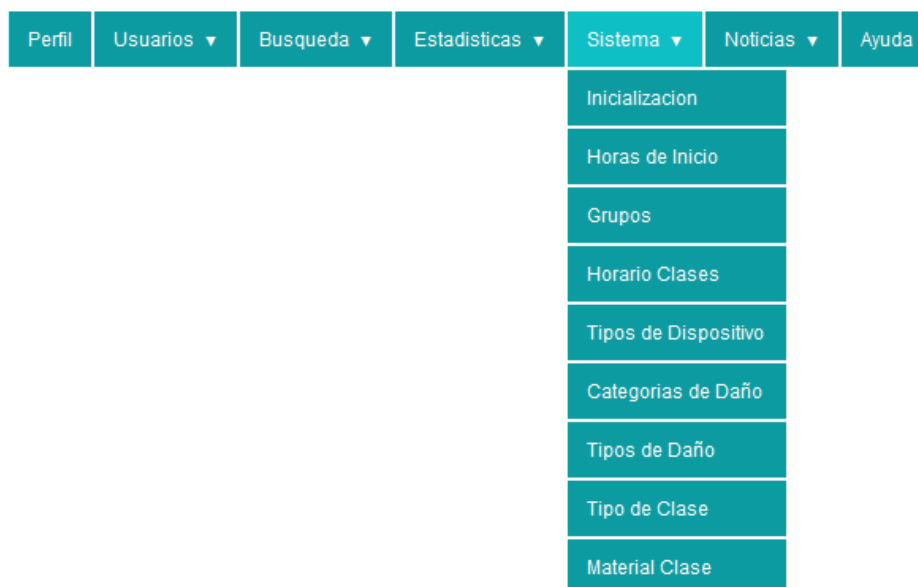 Perfil Usuarios ▼ Busqueda ▼ Estadisticas ▼ Sistema ▼ Noticias ▼ Ayuda
Inicializacion
Horas de Inicio
Grupos
Horario Clases
Tipos de Dispositivo
Categorias de Daño
Tipos de Daño
Tipo de Clase
Material Clase